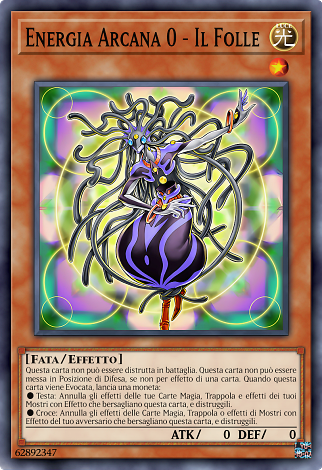 Energia Arcana 0 - Il Folle
光
[Fata/Effetto]
Questa carta non può essere distrutta in battaglia. Questa carta non può essere
messa in Posizione di Difesa, se non per effetto di una carta. Quando questa
carta viene Evocata, lancia una moneta:
● Testa: Annulla gli effetti delle tue Carte Magia, Trappola e effetti dei tuoi
Mostri con Effetto che bersagliano questa carta, e distruggili.
● Croce: Annulla gli effetti delle Carte Magia, Trappola o effetti di Mostri con
Effetto del tuo avversario che bersagliano questa carta, e distruggili.
ATK/ 0 DEF/ 0
62892347